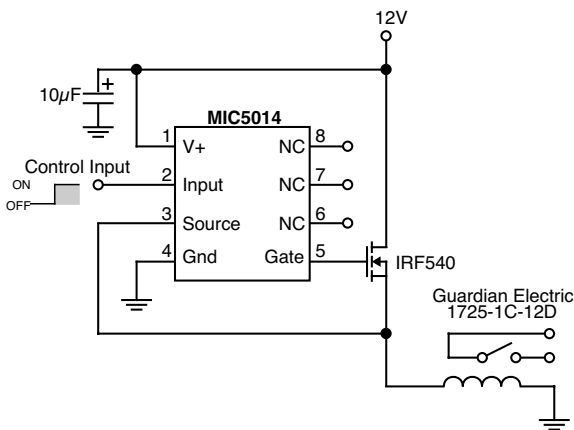 12V
+
10µF
MIC5014
1 V+ NC 8
Control Input
ON
OFF
2 Input NC 7
3 Source NC 6
4 Gnd Gate 5
IRF540
Guardian Electric
1725-1C-12D